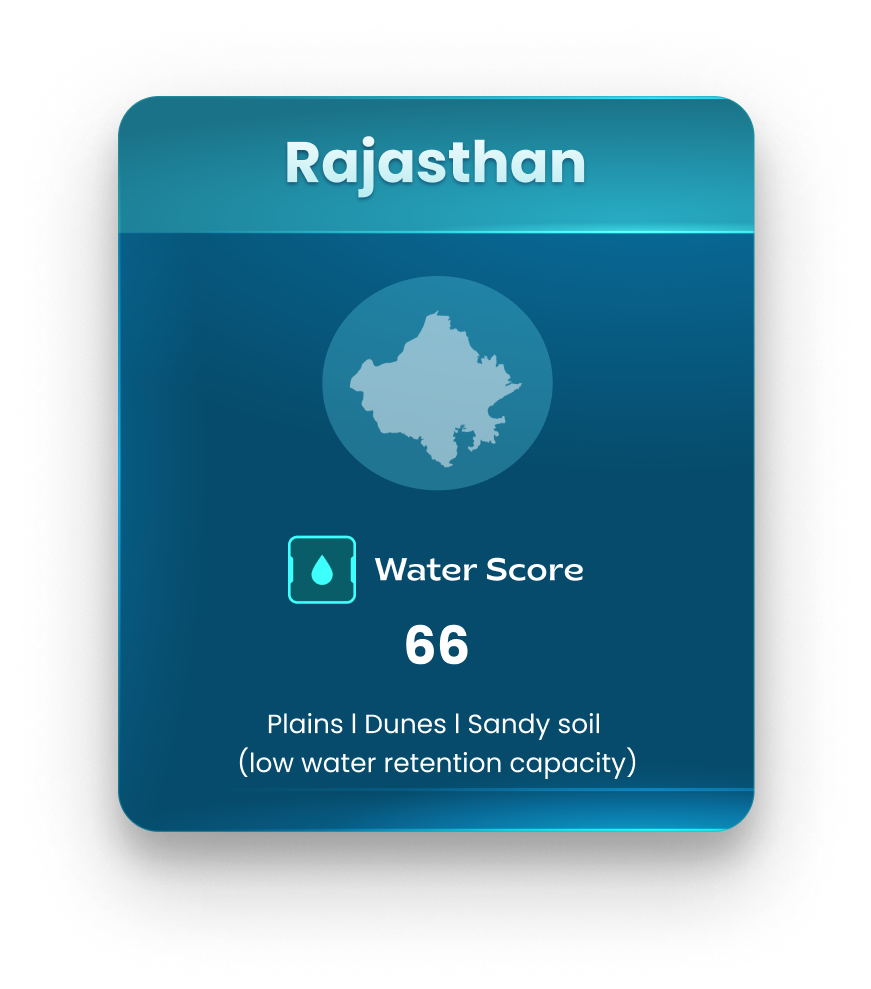 Rajasthan
Water Score
66
Plains l Dunes l Sandy soil
(low water retention capacity)